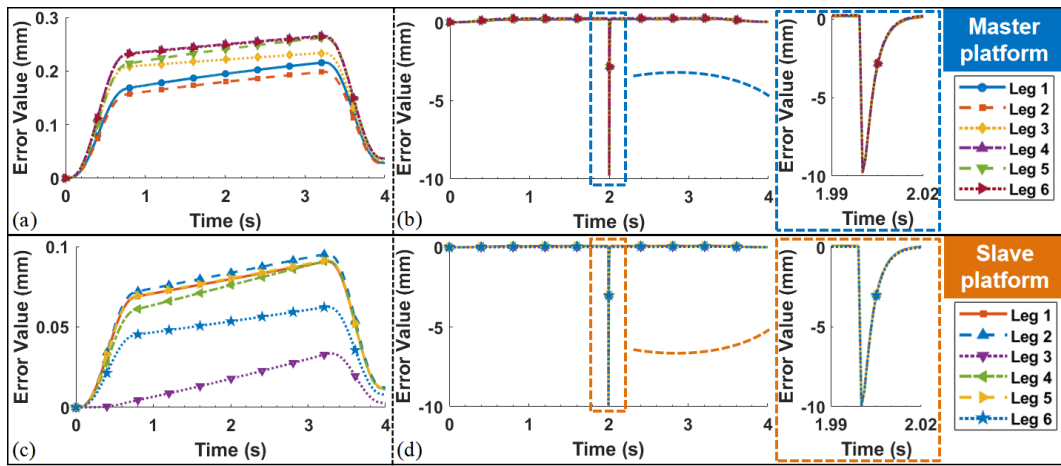 Error Value (mm)
0.3
0.2
0.1
0
0
1
2
3
4
Time (s)
(a)
Error Value (mm)
0
-5
-10
0
1
2
3
4
Time (s)
(b)
Error Value (mm)
0
-5
-10
1.99
2.02
Time (s)
Master
platform
Leg 1
Leg 2
Leg 3
Leg 4
Leg 5
Leg 6
Error Value (mm)
0.1
0.05
0
0
1
2
3
4
Time (s)
(c)
Error Value (mm)
0
-5
-10
0
1
2
3
4
Time (s)
(d)
Error Value (mm)
0
-5
-10
1.99
2.02
Time (s)
Slave
platform
Leg 1
Leg 2
Leg 3
Leg 4
Leg 5
Leg 6